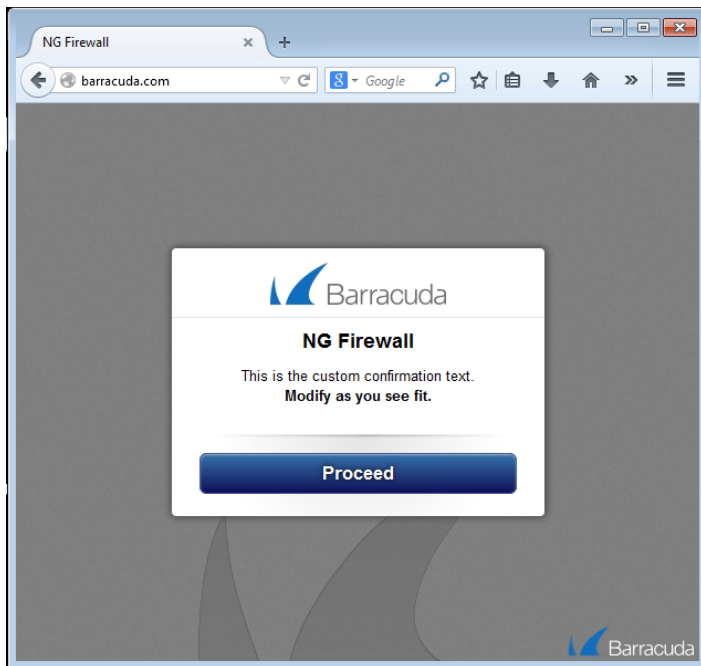 NG Firewall
barracuda.com
Google
Barracuda
NG Firewall
This is the custom confirmation text.
Modify as you see fit.
Proceed
Barracuda